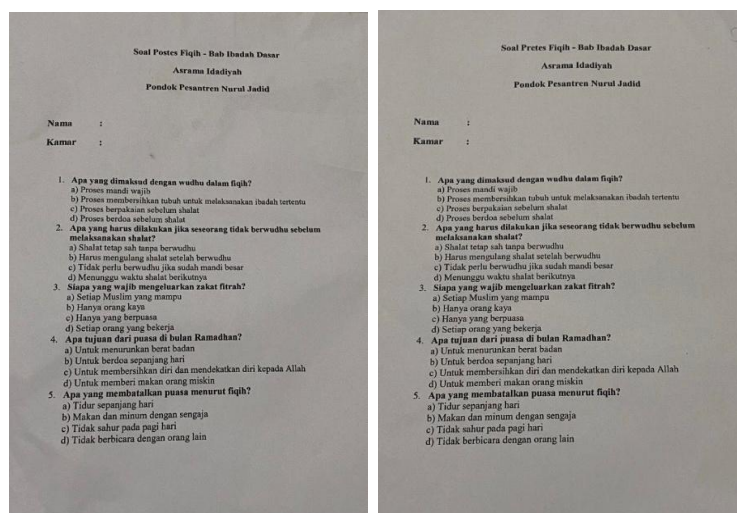 Soal Postes Fiqih - Bab Ibadah Dasar
Asrama Idadiyah
Pondok Pesantren Nurul Jadid
Nama :
Kamar :
1. Apa yang dimaksud dengan wudhu dalam fiqih?
a) Proses mandi wajib
b) Proses membersihkan tubuh untuk melaksanakan ibadah tertentu
c) Proses berpakaian sebelum shalat
d) Proses berdoa sebelum shalat
2. Apa yang harus dilakukan jika seseorang tidak berwudhu sebelum
melaksanakan shalat?
a) Shalat tetap sah tanpa berwudhu
b) Harus mengulang shalat setelah berwudhu
c) Tidak perlu berwudhu jika sudah mandi besar
d) Menunggu waktu shalat berikutnya
3. Siapa yang wajib mengeluarkan zakat fitrah?
a) Setiap Muslim yang mampu
b) Hanya orang kaya
c) Hanya yang berpuasa
d) Setiap orang yang bekerja
4. Apa tujuan dari puasa di bulan Ramadhan?
a) Untuk menurunkan berat badan
b) Untuk berdoa sepanjang hari
c) Untuk membersihkan diri dan mendekatkan diri kepada Allah
d) Untuk memberi makan orang miskin
5. Apa yang membatalkan puasa menurut fiqih?
a) Tidur sepanjang hari
b) Makan dan minum dengan sengaja
c) Tidak sahur pada pagi hari
d) Tidak berbicara dengan orang lain
Soal Pretes Fiqih - Bab Ibadah Dasar
Asrama Idadiyah
Pondok Pesantren Nurul Jadid
Nama :
Kamar :
1. Apa yang dimaksud dengan wudhu dalam fiqih?
a) Proses mandi wajib
b) Proses membersihkan tubuh untuk melaksanakan ibadah tertentu
c) Proses berpakaian sebelum shalat
d) Proses berdoa sebelum shalat
2. Apa yang harus dilakukan jika seseorang tidak berwudhu sebelum
melaksanakan shalat?
a) Shalat tetap sah tanpa berwudhu
b) Harus mengulang shalat setelah berwudhu
c) Tidak perlu berwudhu jika sudah mandi besar
d) Menunggu waktu shalat berikutnya
3. Siapa yang wajib mengeluarkan zakat fitrah?
a) Setiap Muslim yang mampu
b) Hanya orang kaya
c) Hanya yang berpuasa
d) Setiap orang yang bekerja
4. Apa tujuan dari puasa di bulan Ramadhan?
a) Untuk menurunkan berat badan
b) Untuk berdoa sepanjang hari
c) Untuk membersihkan diri dan mendekatkan diri kepada Allah
d) Untuk memberi makan orang miskin
5. Apa yang membatalkan puasa menurut fiqih?
a) Tidur sepanjang hari
b) Makan dan minum dengan sengaja
c) Tidak sahur pada pagi hari
d) Tidak berbicara dengan orang lain